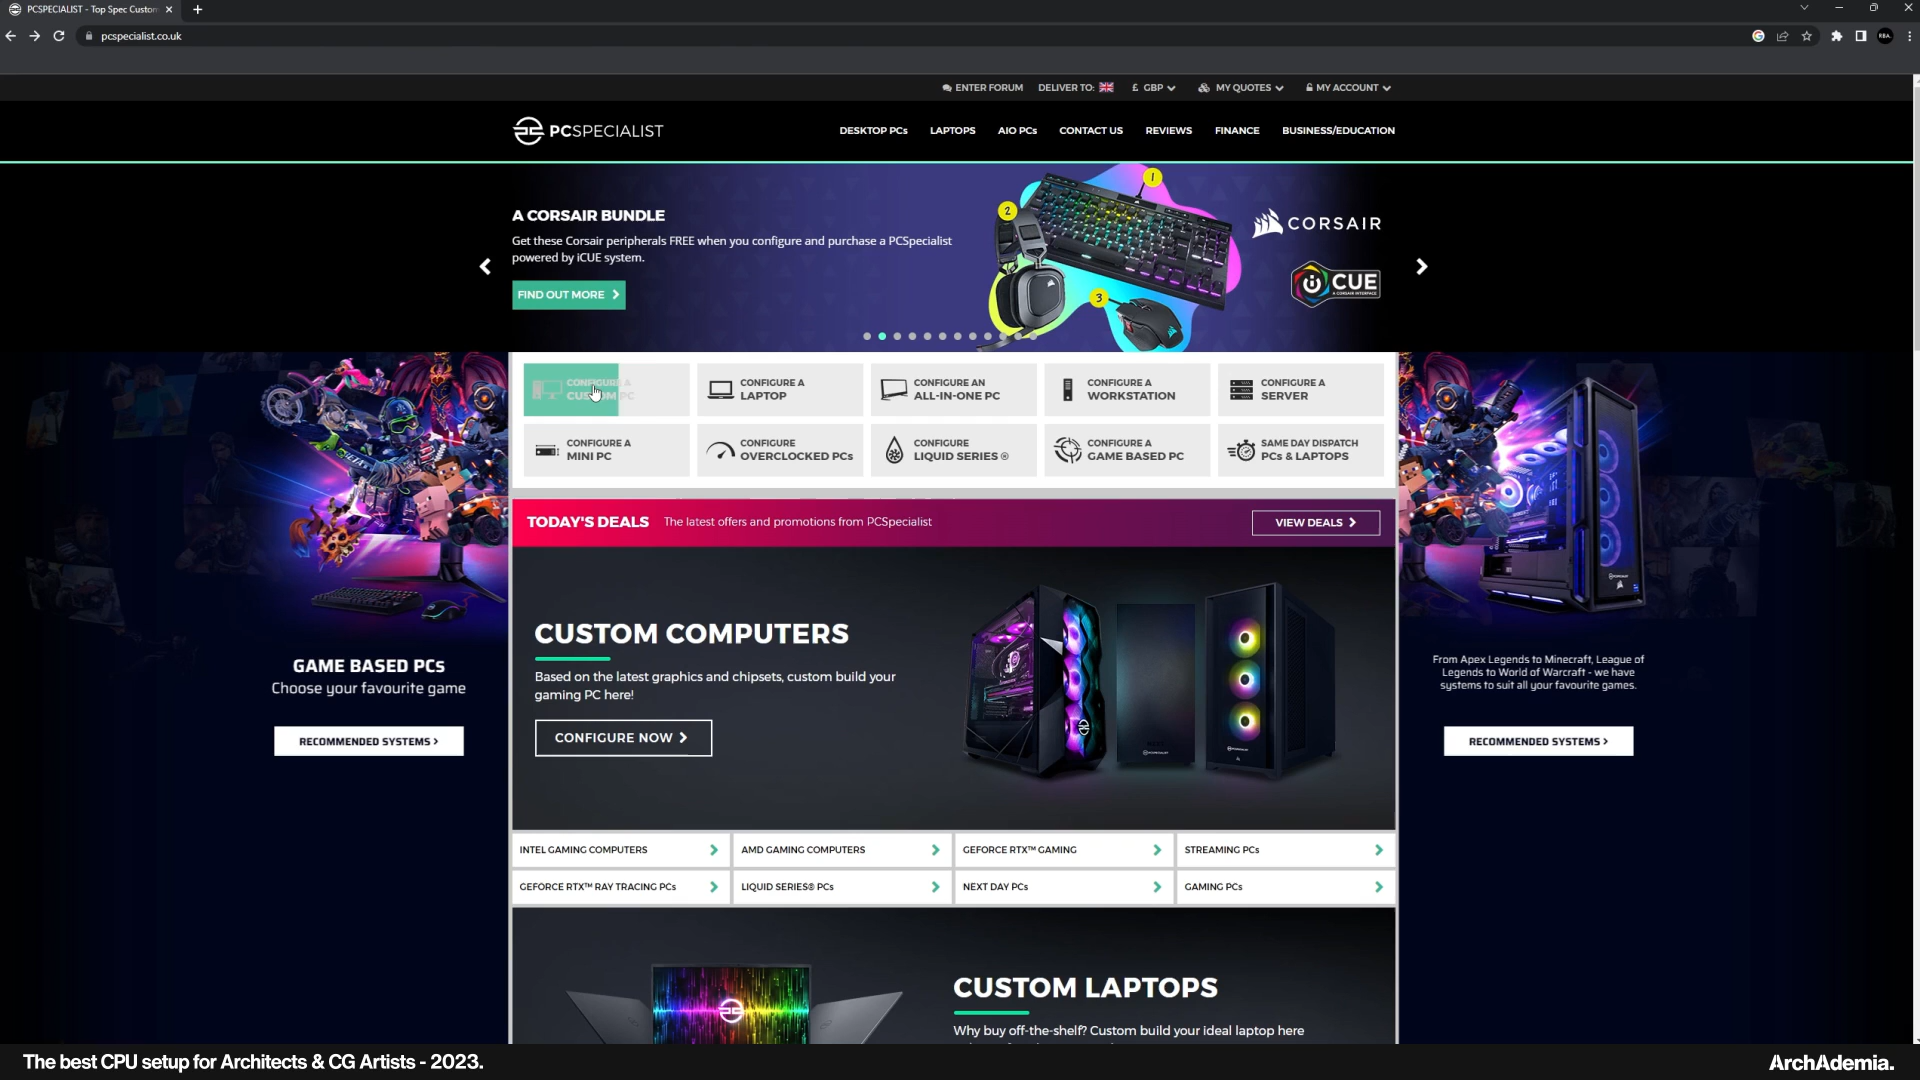 PCSPECIALIST - Top Spec Custom
pcspecialist.co.uk
RBA.
ENTER FORUM
DELIVER TO:
£ GBP
MY QUOTES
MY ACCOUNT
PCSPECIALIST
DESKTOP PCs
LAPTOPS
AIO PCs
CONTACT US
REVIEWS
FINANCE
BUSINESS/EDUCATION
A CORSAIR BUNDLE
Get these Corsair peripherals FREE when you configure and purchase a PCSpecialist
powered by iCUE system.
FIND OUT MORE
1
2
3
CORSAIR
iCUE
A CORSAIR INTERFACE
CONFIGURE A
CUSTOM PC
CONFIGURE A
LAPTOP
CONFIGURE AN
ALL-IN-ONE PC
CONFIGURE A
WORKSTATION
CONFIGURE A
SERVER
CONFIGURE A
MINI PC
CONFIGURE
OVERCLOCKED PCs
CONFIGURE
LIQUID SERIES ®
CONFIGURE A
GAME BASED PC
SAME DAY DISPATCH
PCs & LAPTOPS
TODAY'S DEALS
The latest offers and promotions from PCSpecialist
VIEW DEALS
CUSTOM COMPUTERS
Based on the latest graphics and chipsets, custom build your
gaming PC here!
CONFIGURE NOW
GAME BASED PCs
Choose your favourite game
RECOMMENDED SYSTEMS >
From Apex Legends to Minecraft, League of
Legends to World of Warcraft - we have
systems to suit all your favourite games.
RECOMMENDED SYSTEMS >
INTEL GAMING COMPUTERS
AMD GAMING COMPUTERS
GEFORCE RTX™ GAMING
STREAMING PCs
GEFORCE RTX™ RAY TRACING PCs
LIQUID SERIES® PCs
NEXT DAY PCs
GAMING PCs
CUSTOM LAPTOPS
Why buy off-the-shelf? Custom build your ideal laptop here
The best CPU setup for Architects & CG Artists - 2023.
ArchAdemia.